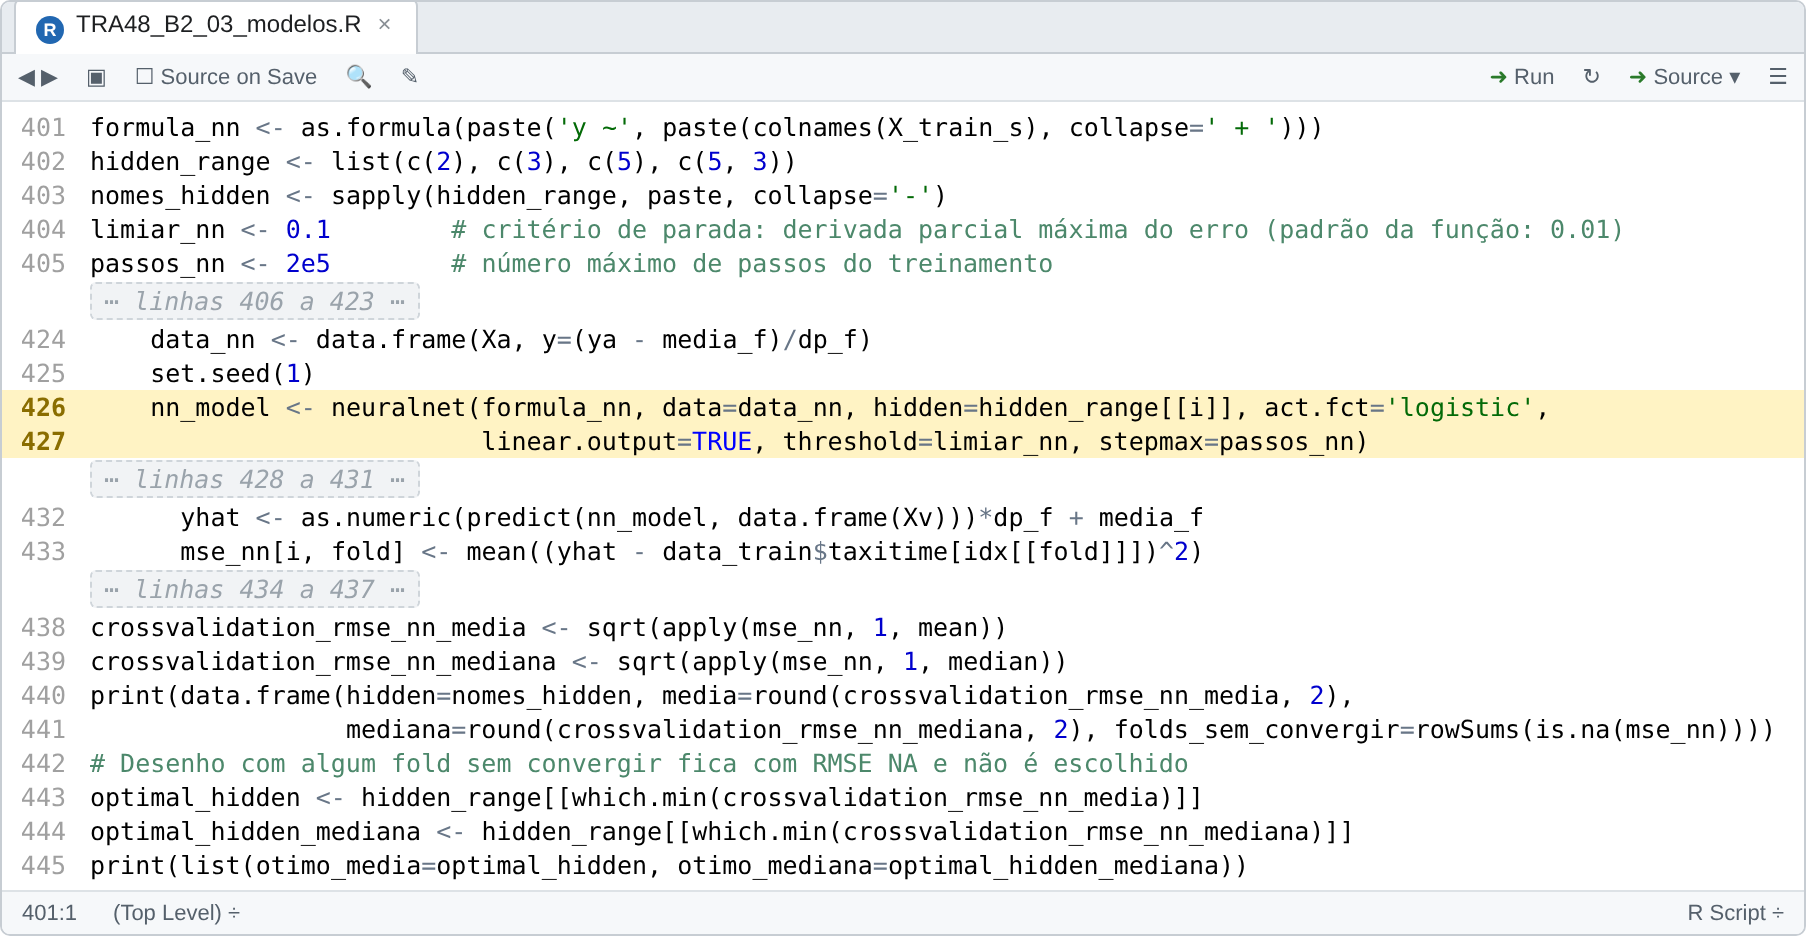 R TRA48_B2_03_modelos.R ×
◀ ▶ ▣ ☐ Source on Save 🔍 ✎ ➜ Run ↻ ➜ Source ▾ ☰
401 formula_nn <- as.formula(paste('y ~', paste(colnames(X_train_s), collapse=' + ')))
402 hidden_range <- list(c(2), c(3), c(5), c(5, 3))
403 nomes_hidden <- sapply(hidden_range, paste, collapse='-')
404 limiar_nn <- 0.1        # critério de parada: derivada parcial máxima do erro (padrão da função: 0.01)
405 passos_nn <- 2e5        # número máximo de passos do treinamento
⋯ linhas 406 a 423 ⋯
424     data_nn <- data.frame(Xa, y=(ya - media_f)/dp_f)
425     set.seed(1)
426     nn_model <- neuralnet(formula_nn, data=data_nn, hidden=hidden_range[[i]], act.fct='logistic',
427                           linear.output=TRUE, threshold=limiar_nn, stepmax=passos_nn)
⋯ linhas 428 a 431 ⋯
432       yhat <- as.numeric(predict(nn_model, data.frame(Xv)))*dp_f + media_f
433       mse_nn[i, fold] <- mean((yhat - data_train$taxitime[idx[[fold]]])^2)
⋯ linhas 434 a 437 ⋯
438 crossvalidation_rmse_nn_media <- sqrt(apply(mse_nn, 1, mean))
439 crossvalidation_rmse_nn_mediana <- sqrt(apply(mse_nn, 1, median))
440 print(data.frame(hidden=nomes_hidden, media=round(crossvalidation_rmse_nn_media, 2),
441                  mediana=round(crossvalidation_rmse_nn_mediana, 2), folds_sem_convergir=rowSums(is.na(mse_nn))))
442 # Desenho com algum fold sem convergir fica com RMSE NA e não é escolhido
443 optimal_hidden <- hidden_range[[which.min(crossvalidation_rmse_nn_media)]]
444 optimal_hidden_mediana <- hidden_range[[which.min(crossvalidation_rmse_nn_mediana)]]
445 print(list(otimo_media=optimal_hidden, otimo_mediana=optimal_hidden_mediana))
401:1 (Top Level) ÷ R Script ÷